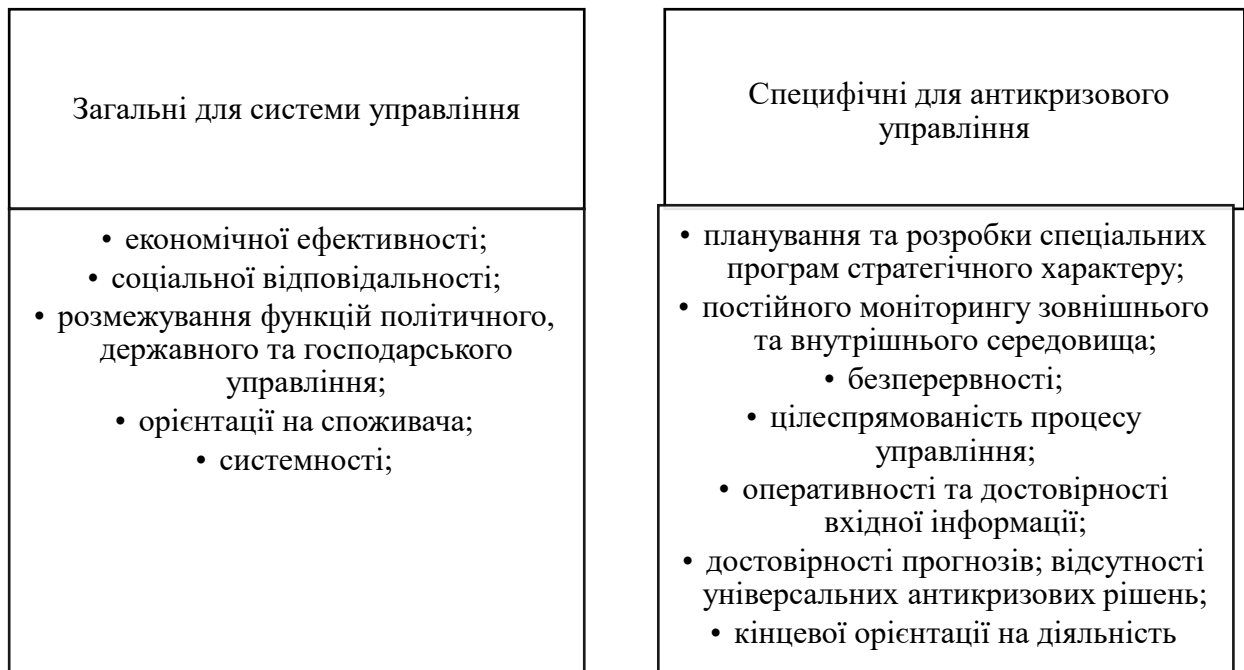 Загальні для системи управління
• економічної ефективності;
• соціальної відповідальності;
• розмежування функцій політичного,
державного та господарського
управління;
• орієнтації на споживача;
• системності;
Специфічні для антикризового
управління
• планування та розробки спеціальних
програм стратегічного характеру;
• постійного моніторингу зовнішнього
та внутрішнього середовища;
• безперервності;
• цілеспрямованість процесу
управління;
• оперативності та достовірності
вхідної інформації;
• достовірності прогнозів; відсутності
універсальних антикризових рішень;
• кінцевої орієнтації на діяльність